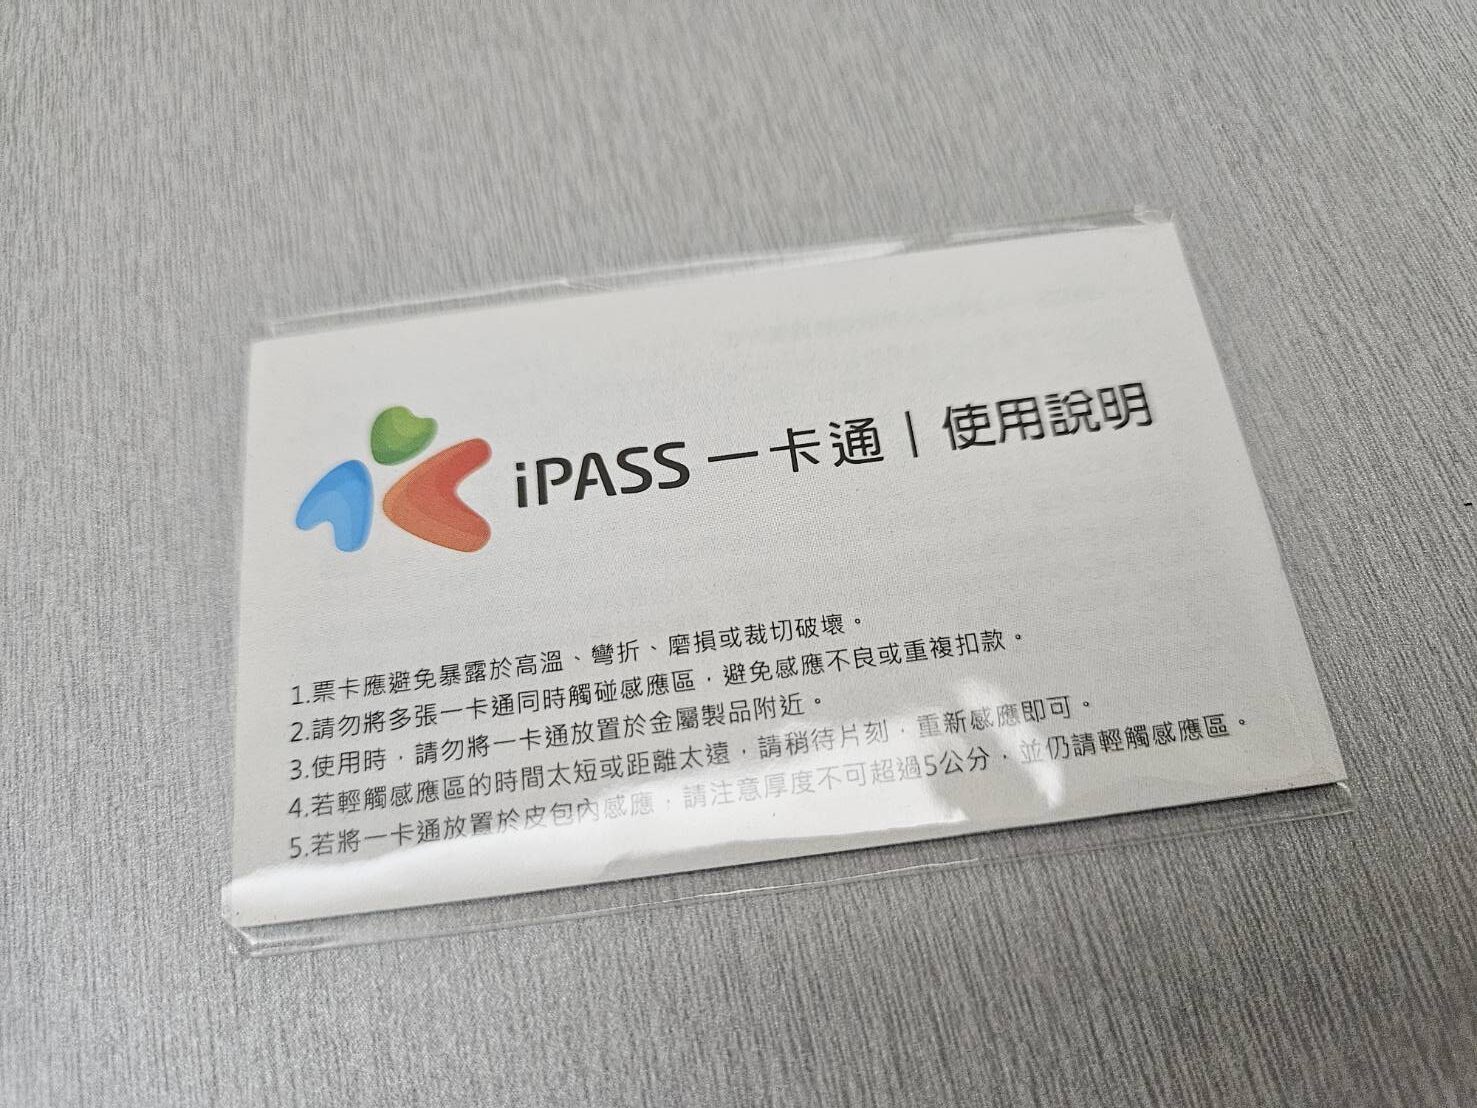 iPASS 一卡通 | 使用說明
1.票卡應避免暴露於高溫、彎折、磨損或裁切破壞。
2.請勿將多張一卡通同時觸碰感應區，避免感應不良或重複扣款。
3.使用時，請勿將一卡通放置於金屬製品附近。
4.若輕觸感應區的時間太短或距離太遠，請稍待片刻，重新感應即可。
5.若將一卡通放置於皮包內感應，請注意厚度不可超過5公分，並仍請輕觸感應區。